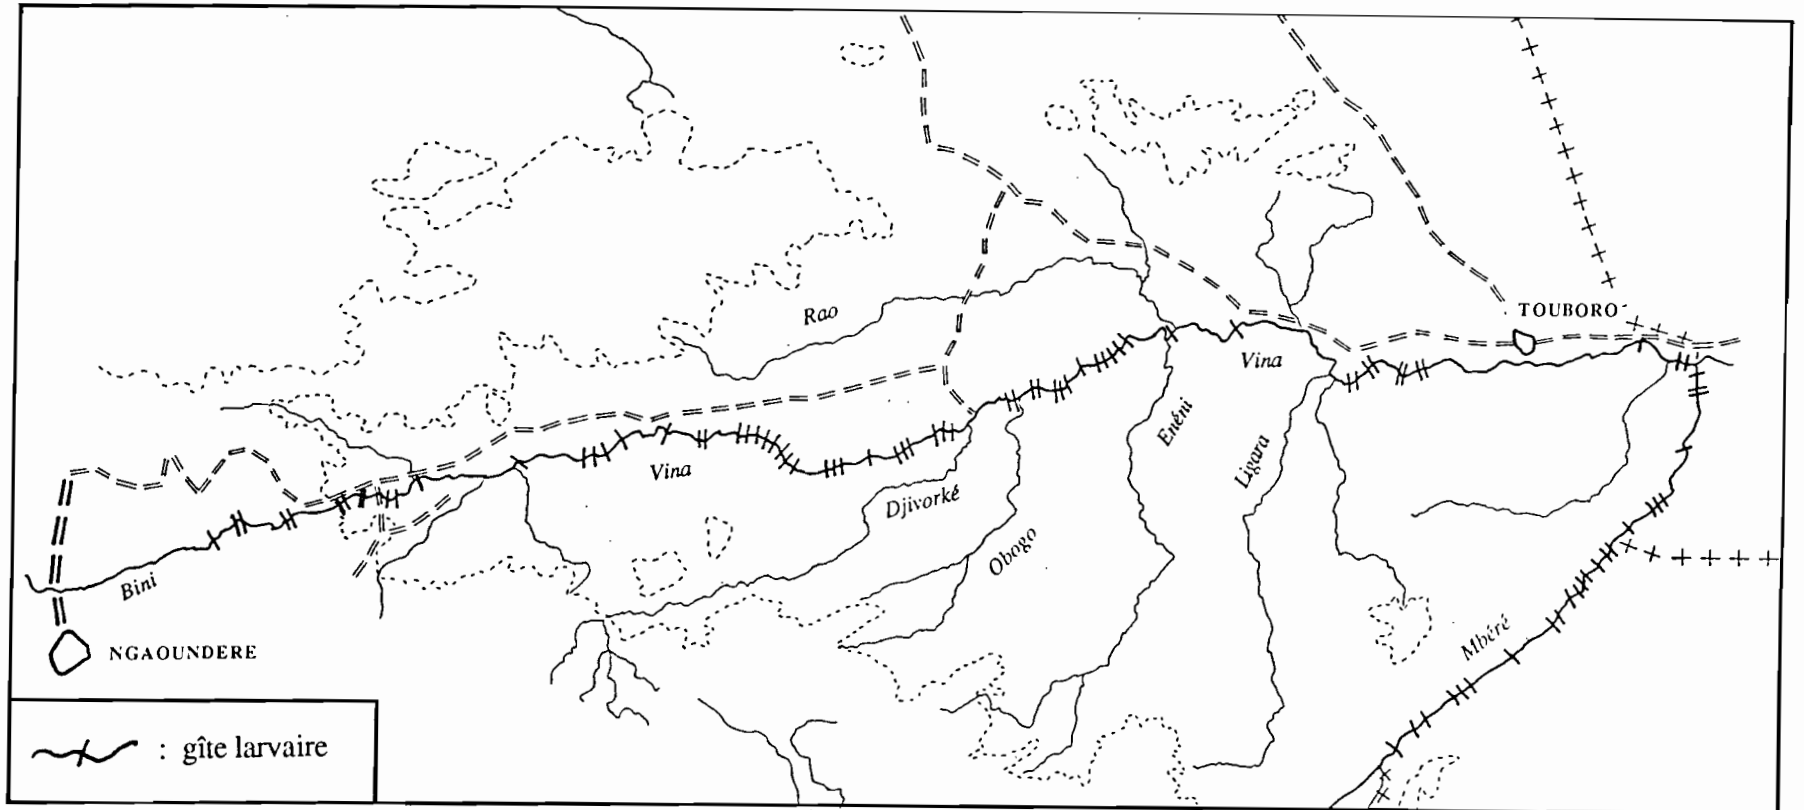 TOUBORO
Rao
Vina
Vina
Enéni
Ligara
Djivorké
Obogo
Bini
Mbéré
NGAOUNDERE
: gîte larvaire